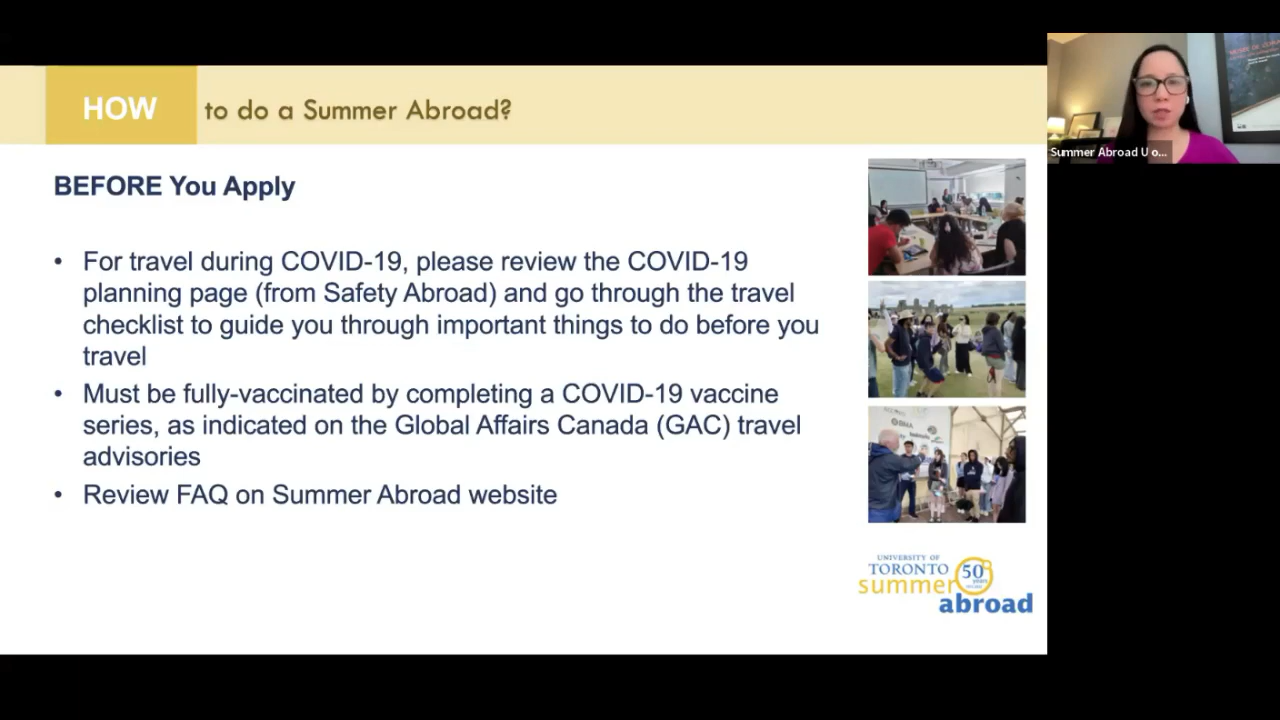 HOW to do a Summer Abroad?
Summer Abroad U o...
BEFORE You Apply
• For travel during COVID-19, please review the COVID-19
planning page (from Safety Abroad) and go through the travel
checklist to guide you through important things to do before you
travel
• Must be fully-vaccinated by completing a COVID-19 vaccine
series, as indicated on the Global Affairs Canada (GAC) travel
advisories
• Review FAQ on Summer Abroad website
UNIVERSITY OF
TORONTO
summer
50
years
abroad